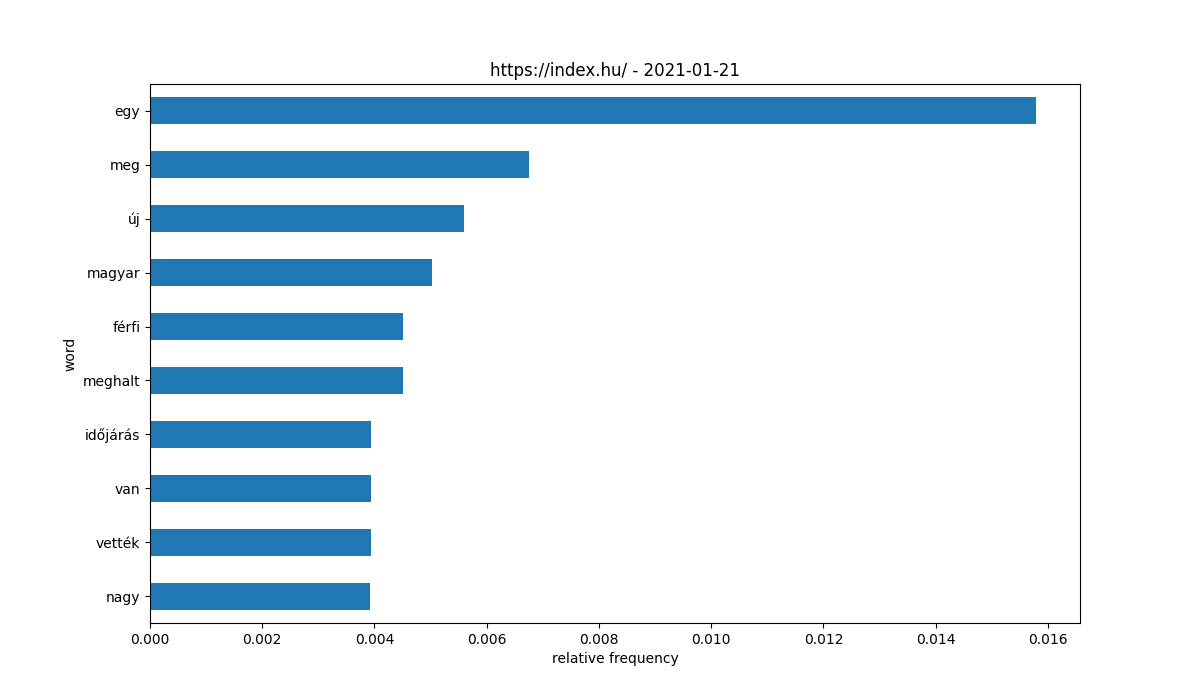 https://index.hu/ - 2021-01-21
egy
meg
új
magyar
férfi
meghalt
időjárás
van
vették
nagy
word
0.000 0.002 0.004 0.006 0.008 0.010 0.012 0.014 0.016
relative frequency